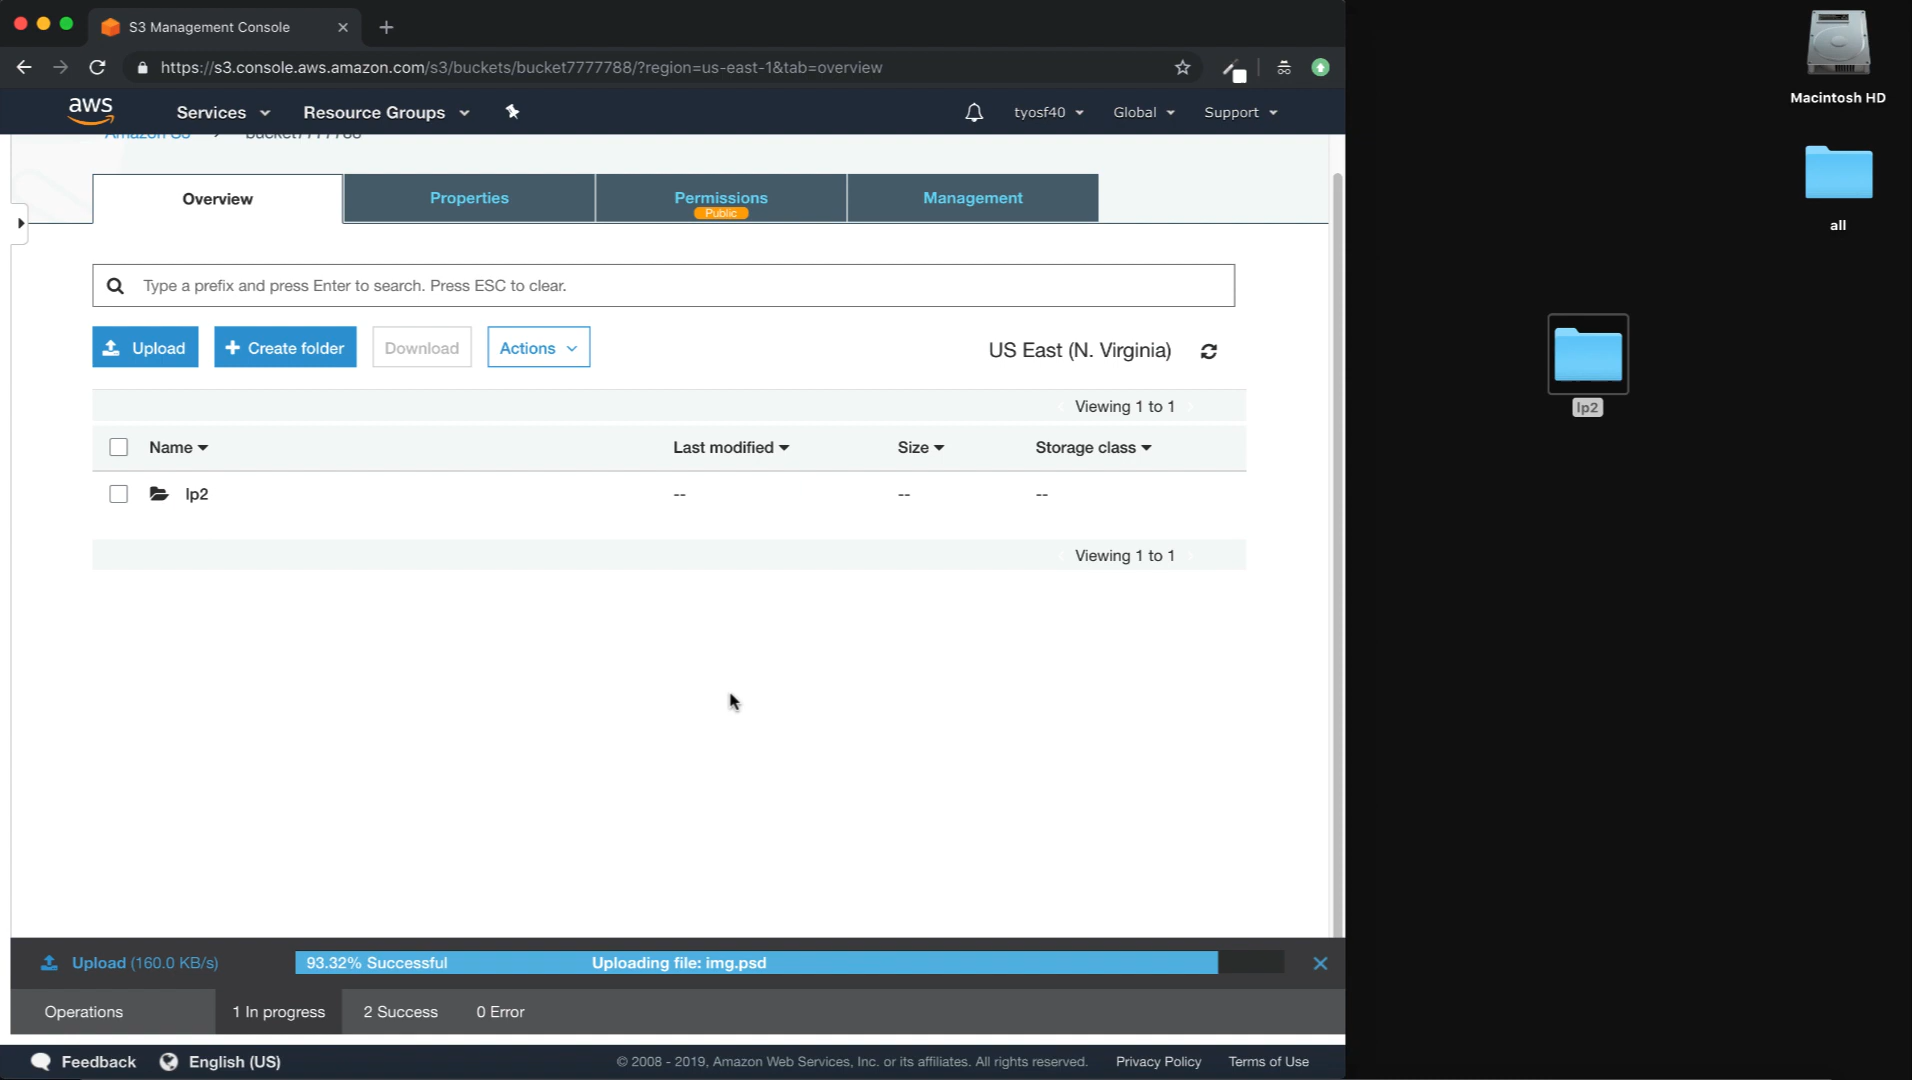 S3 Management Console
https://s3.console.aws.amazon.com/s3/buckets/bucket7777788/?region=us-east-1&tab=overview
aws
Services
Resource Groups
tyosf40
Global
Support
Amazon S3
bucket7777788
Overview
Properties
Permissions
Public
Management
Type a prefix and press Enter to search. Press ESC to clear.
Upload
Create folder
Download
Actions
US East (N. Virginia)
Viewing 1 to 1
Name
Last modified
Size
Storage class
lp2
--
--
--
Viewing 1 to 1
Upload (160.0 KB/s)
93.32% Successful
Uploading file: img.psd
Operations
1 In progress
2 Success
0 Error
Feedback
English (US)
© 2008 - 2019, Amazon Web Services, Inc. or its affiliates. All rights reserved.
Privacy Policy
Terms of Use
Macintosh HD
all
lp2